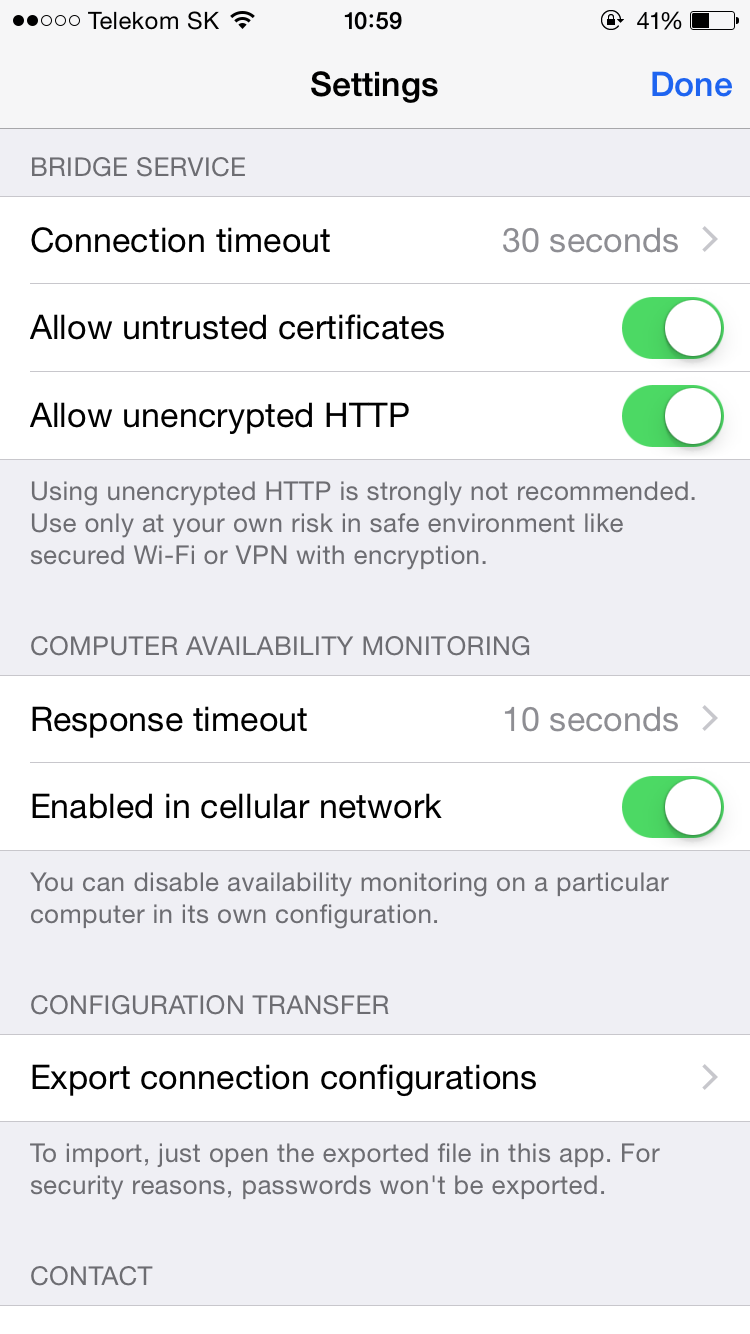 Telekom SK 10:59 41%
Settings Done
BRIDGE SERVICE
Connection timeout 30 seconds
Allow untrusted certificates
Allow unencrypted HTTP
Using unencrypted HTTP is strongly not recommended.
Use only at your own risk in safe environment like
secured Wi-Fi or VPN with encryption.
COMPUTER AVAILABILITY MONITORING
Response timeout 10 seconds
Enabled in cellular network
You can disable availability monitoring on a particular
computer in its own configuration.
CONFIGURATION TRANSFER
Export connection configurations
To import, just open the exported file in this app. For
security reasons, passwords won't be exported.
CONTACT